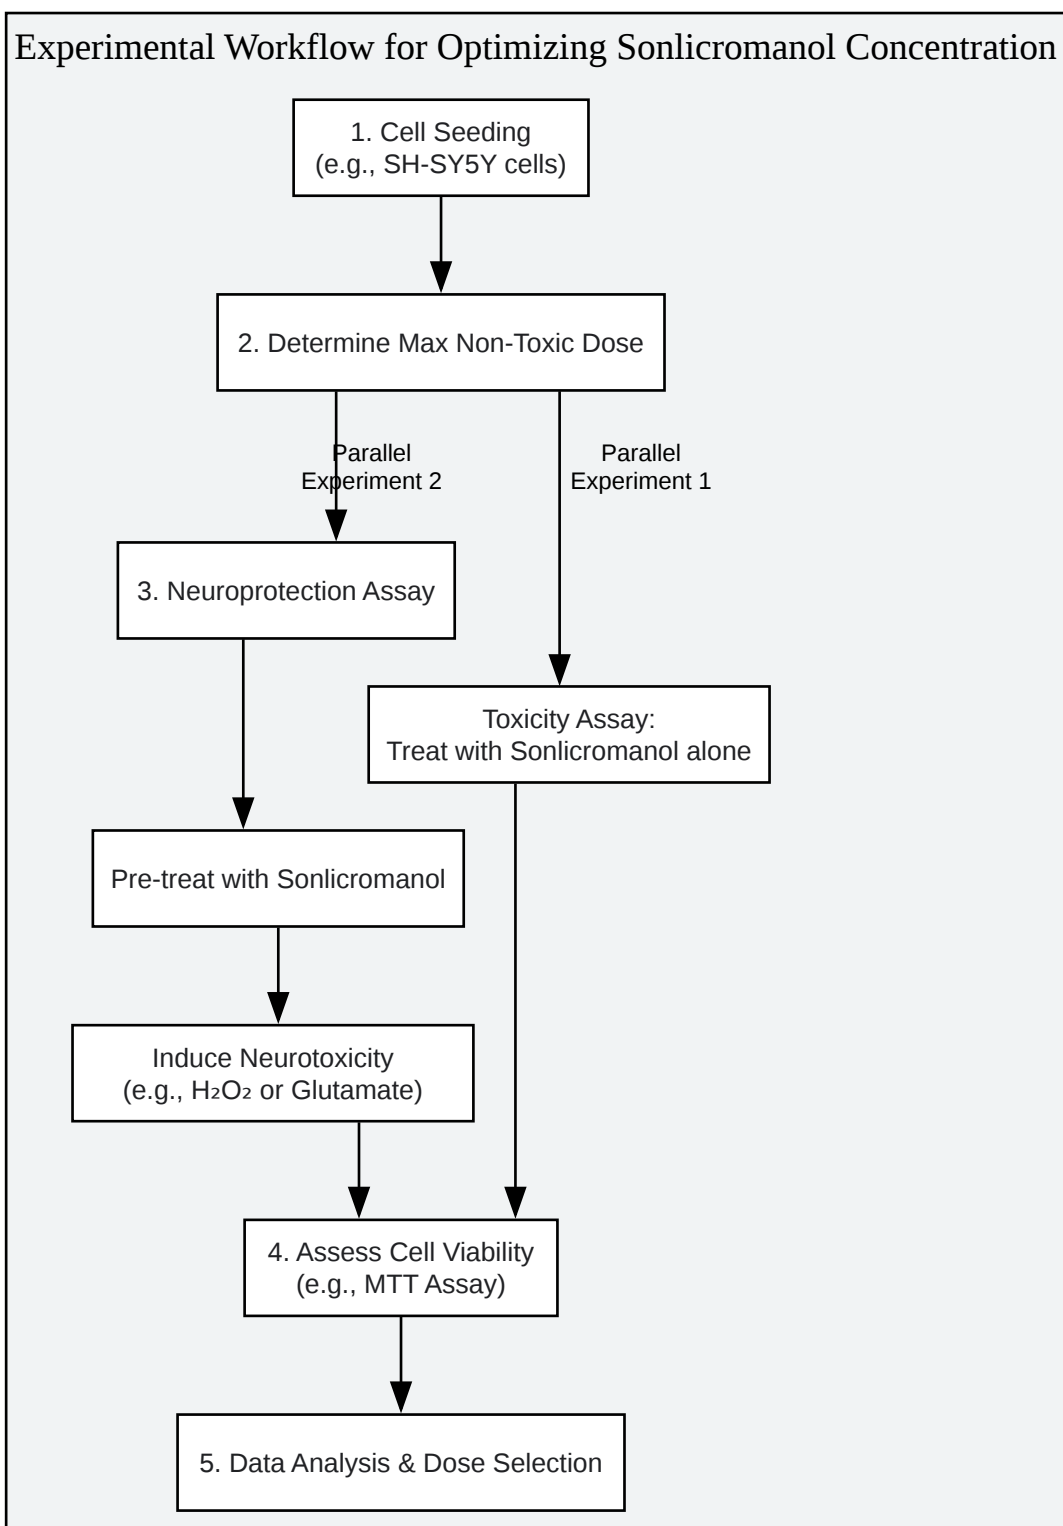 Experimental Workflow for Optimizing Sonlicromanol Concentration
1. Cell Seeding
(e.g., SH-SY5Y cells)
2. Determine Max Non-Toxic Dose
Parallel
Experiment 2
Parallel
Experiment 1
3. Neuroprotection Assay
Toxicity Assay:
Treat with Sonlicromanol alone
Pre-treat with Sonlicromanol
Induce Neurotoxicity
(e.g., H₂O₂ or Glutamate)
4. Assess Cell Viability
(e.g., MTT Assay)
5. Data Analysis & Dose Selection